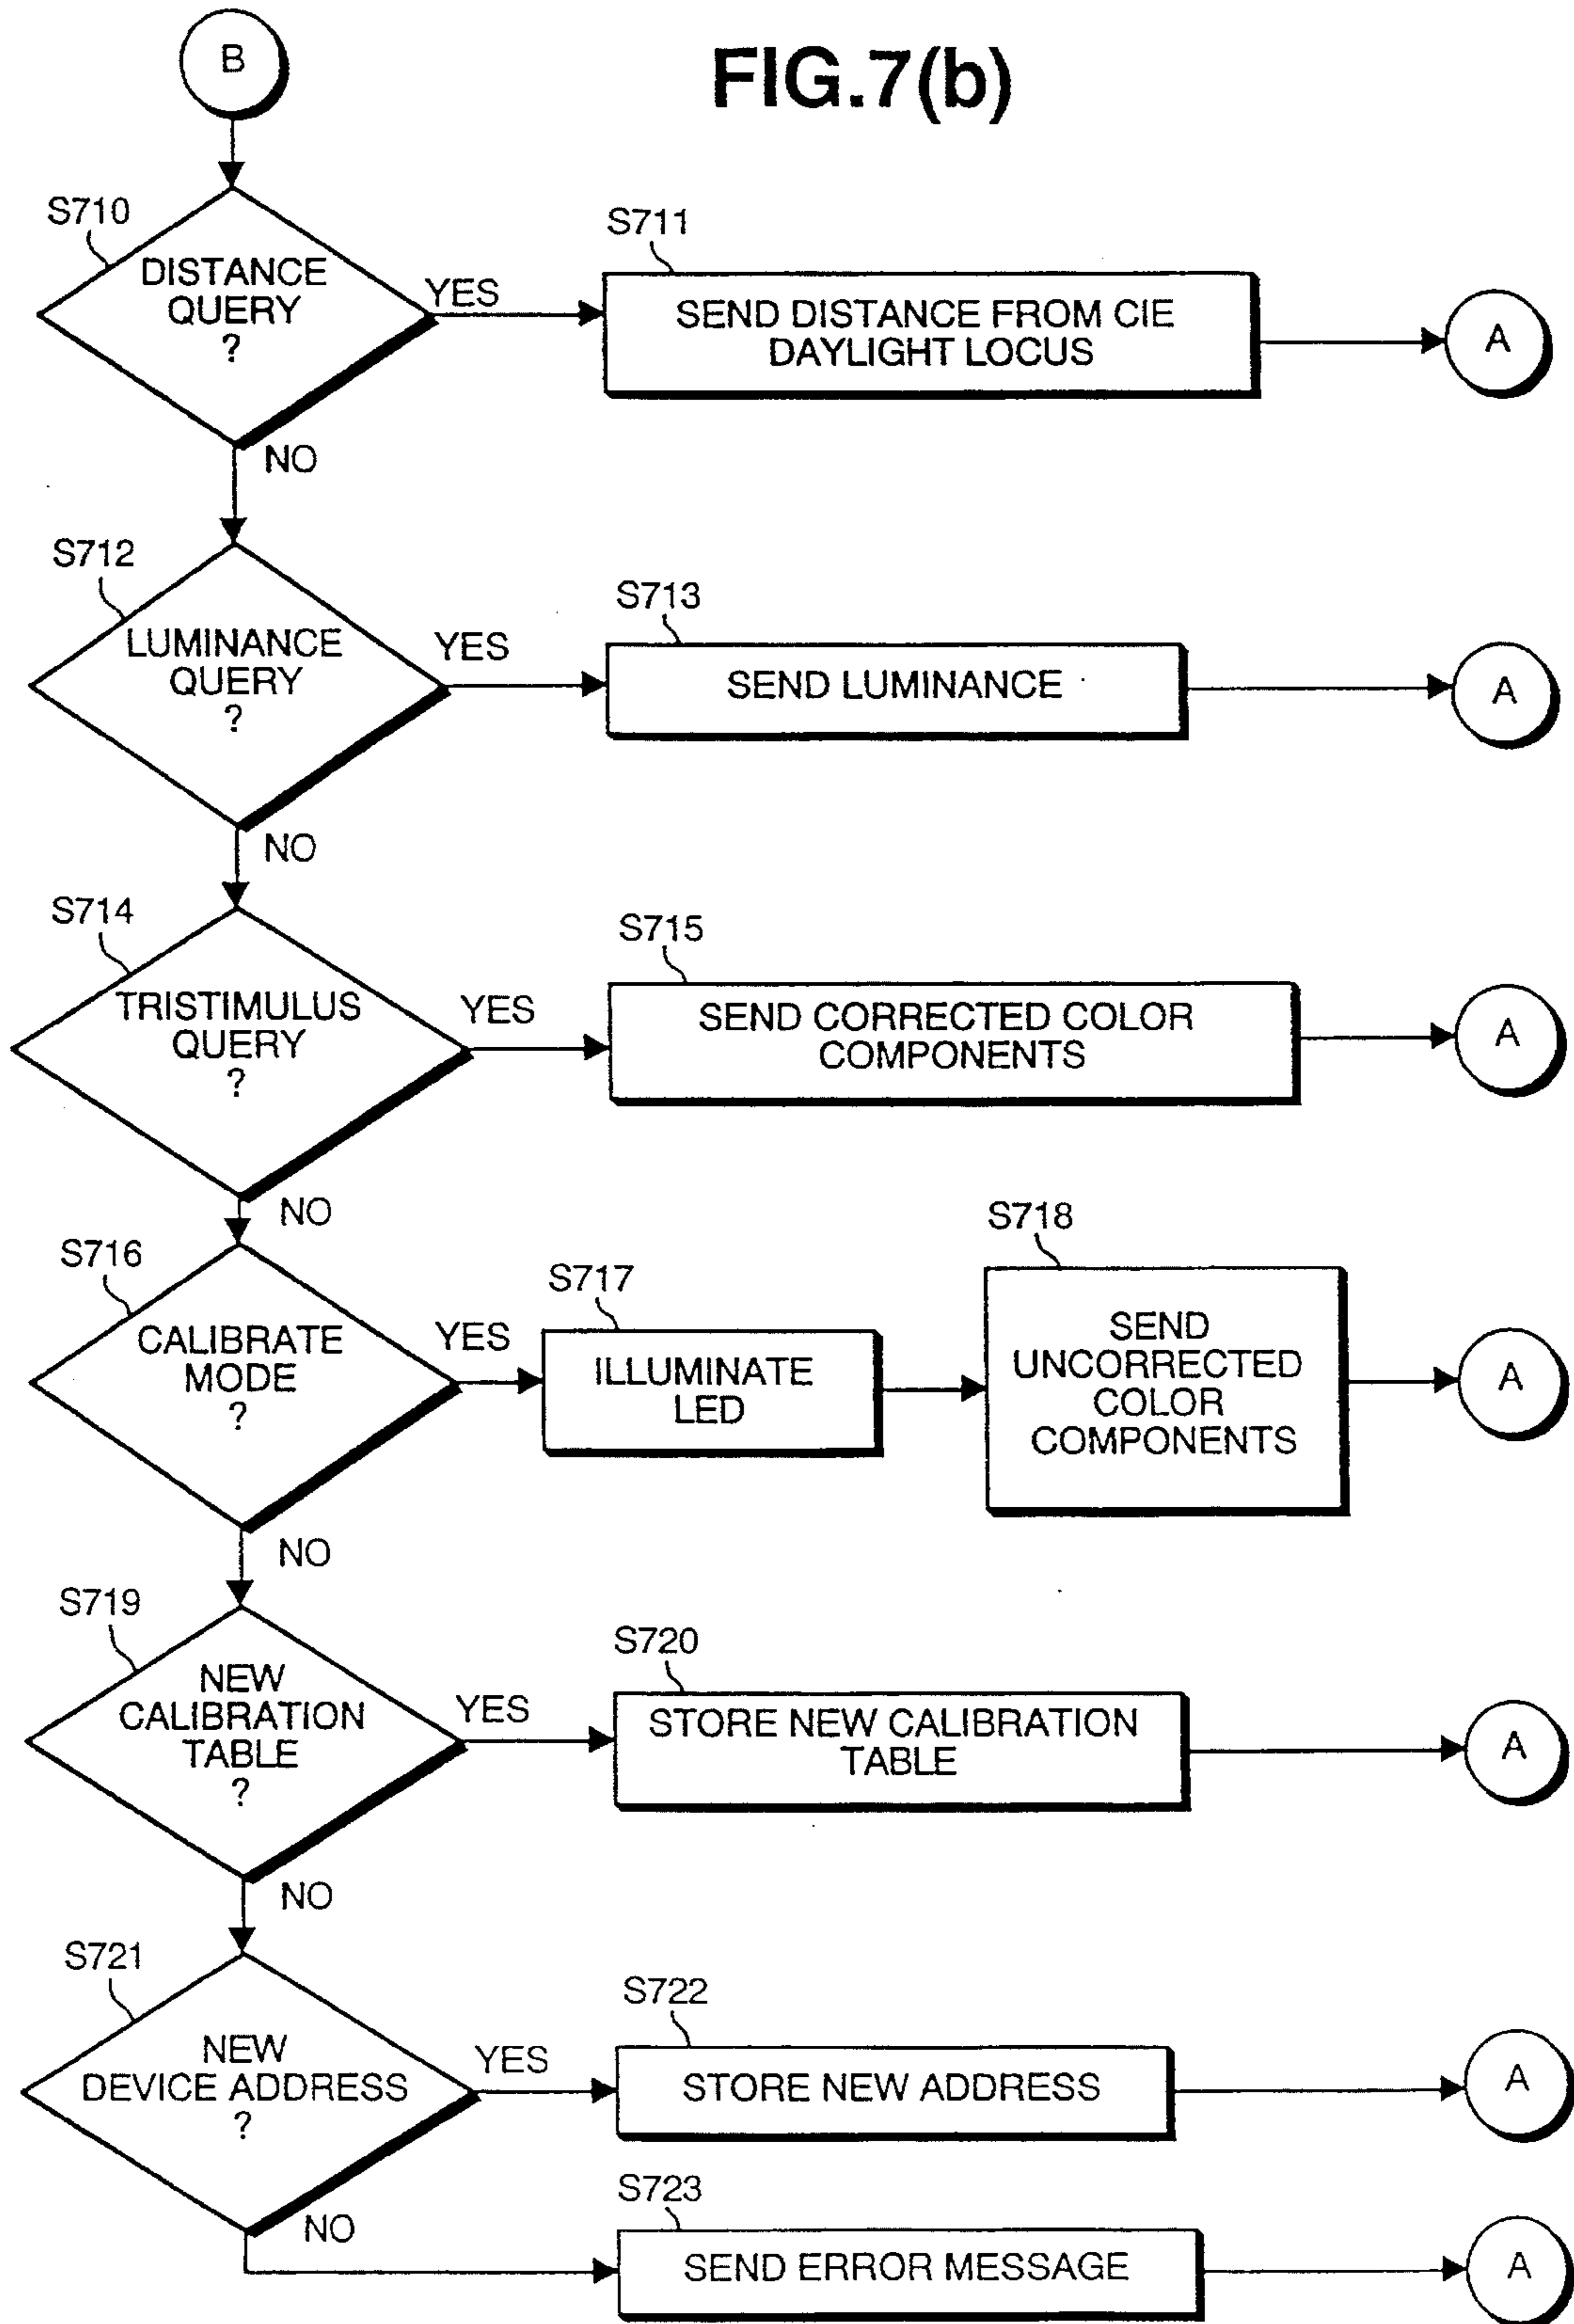 B
FIG.7(b)
S710
DISTANCE
QUERY
?
YES
S711
SEND DISTANCE FROM CIE
DAYLIGHT LOCUS
A
NO
S712
LUMINANCE
QUERY
?
YES
S713
SEND LUMINANCE
A
NO
S714
TRISTIMULUS
QUERY
?
YES
S715
SEND CORRECTED COLOR
COMPONENTS
A
NO
S716
CALIBRATE
MODE
?
YES
S717
ILLUMINATE
LED
S718
SEND
UNCORRECTED
COLOR
COMPONENTS
A
NO
S719
NEW
CALIBRATION
TABLE
?
YES
S720
STORE NEW CALIBRATION
TABLE
A
NO
S721
NEW
DEVICE ADDRESS
?
YES
S722
STORE NEW ADDRESS
A
NO
S723
SEND ERROR MESSAGE
A